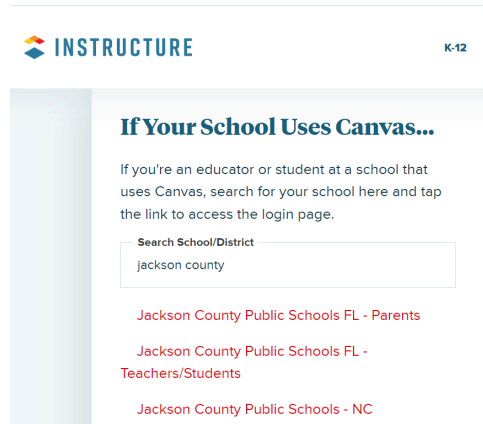 INSTRUCTURE
K-12
If Your School Uses Canvas...
If you're an educator or student at a school that
uses Canvas, search for your school here and tap
the link to access the login page.
Search School/District
jackson county
Jackson County Public Schools FL - Parents
Jackson County Public Schools FL -
Teachers/Students
Jackson County Public Schools - NC